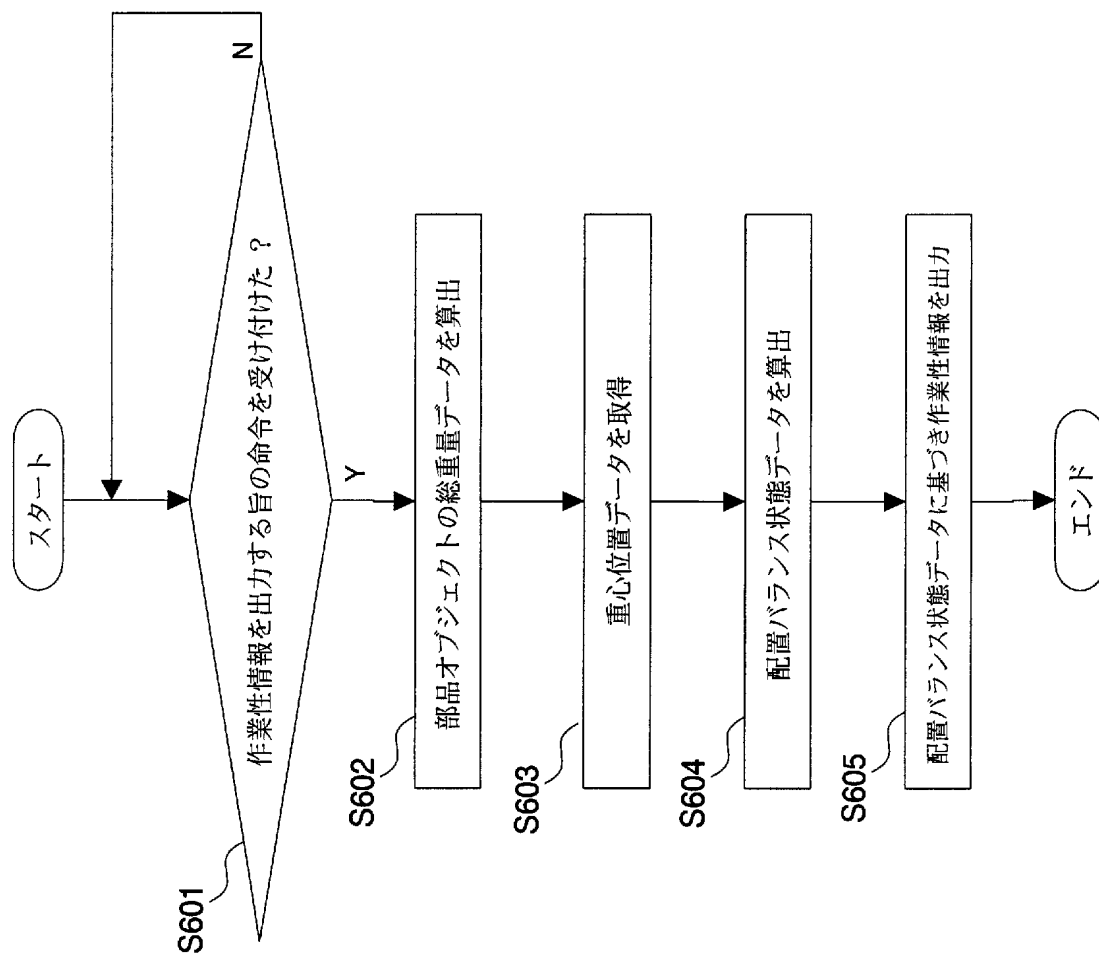 スタート
作業性情報を出力する旨の命令を受け付けた?
N
S601
Y
部品オブジェクトの総重量データを算出
S602
重心位置データを取得
S603
配置バランス状態データを算出
S604
配置バランス状態データに基づき作業性情報を出力
S605
エンド